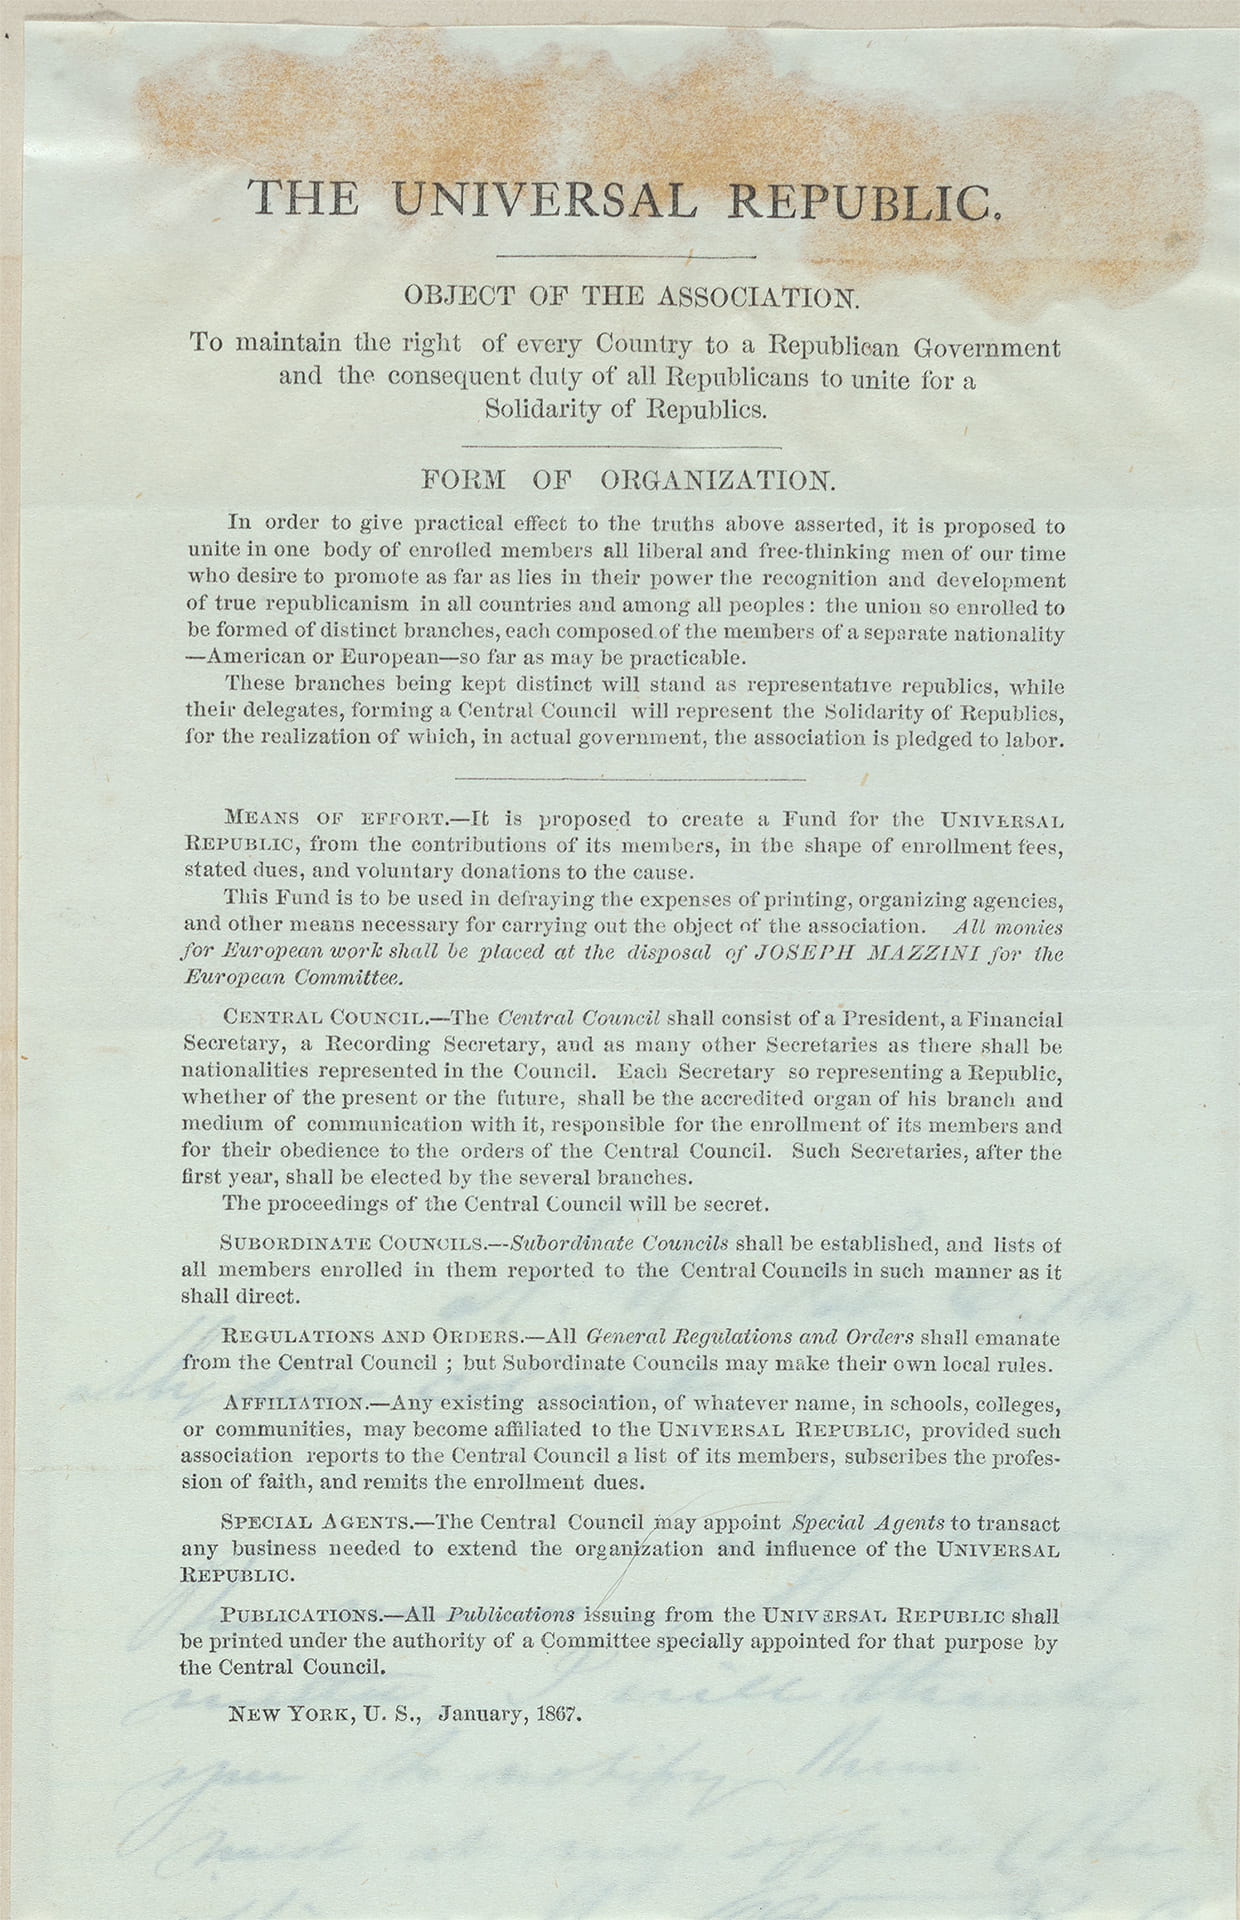 THE UNIVERSAL REPUBLIC.
OBJECT OF THE ASSOCIATION.
To maintain the right of every Country to a Republican Government
and the consequent duty of all Republicans to unite for a
Solidarity of Republics.
FORM OF ORGANIZATION.
In order to give practical effect to the truths above asserted, it is proposed to
unite in one body of enrolled members all liberal and free-thinking men of our time
who desire to promote as far as lies in their power the recognition and development
of true republicanism in all countries and among all peoples: the union so enrolled to
be formed of distinct branches, each composed of the members of a separate nationality
—American or European—so far as may be practicable.
These branches being kept distinct will stand as representative republics, while
their delegates, forming a Central Council will represent the Solidarity of Republics,
for the realization of which, in actual government, the association is pledged to labor.
MEANS OF EFFORT.—It is proposed to create a Fund for the UNIVERSAL
REPUBLIC, from the contributions of its members, in the shape of enrollment fees,
stated dues, and voluntary donations to the cause.
This Fund is to be used in defraying the expenses of printing, organizing agencies,
and other means necessary for carrying out the object of the association. All monies
for European work shall be placed at the disposal of JOSEPH MAZZINI for the
European Committee.
CENTRAL COUNCIL.—The Central Council shall consist of a President, a Financial
Secretary, a Recording Secretary, and as many other Secretaries as there shall be
nationalities represented in the Council. Each Secretary so representing a Republic,
whether of the present or the future, shall be the accredited organ of his branch and
medium of communication with it, responsible for the enrollment of its members and
for their obedience to the orders of the Central Council. Such Secretaries, after the
first year, shall be elected by the several branches.
The proceedings of the Central Council will be secret.
SUBORDINATE COUNCILS.--Subordinate Councils shall be established, and lists of
all members enrolled in them reported to the Central Councils in such manner as it
shall direct.
REGULATIONS AND ORDERS.—All General Regulations and Orders shall emanate
from the Central Council ; but Subordinate Councils may make their own local rules.
AFFILIATION.—Any existing association, of whatever name, in schools, colleges,
or communities, may become affiliated to the UNIVERSAL REPUBLIC, provided such
association reports to the Central Council a list of its members, subscribes the profes-
sion of faith, and remits the enrollment dues.
SPECIAL AGENTS.—The Central Council may appoint Special Agents to transact
any business needed to extend the organization and influence of the UNIVERSAL
REPUBLIC.
PUBLICATIONS.—All Publications issuing from the UNIVERSAL REPUBLIC shall
be printed under the authority of a Committee specially appointed for that purpose by
the Central Council.
NEW YORK, U. S., January, 1867.